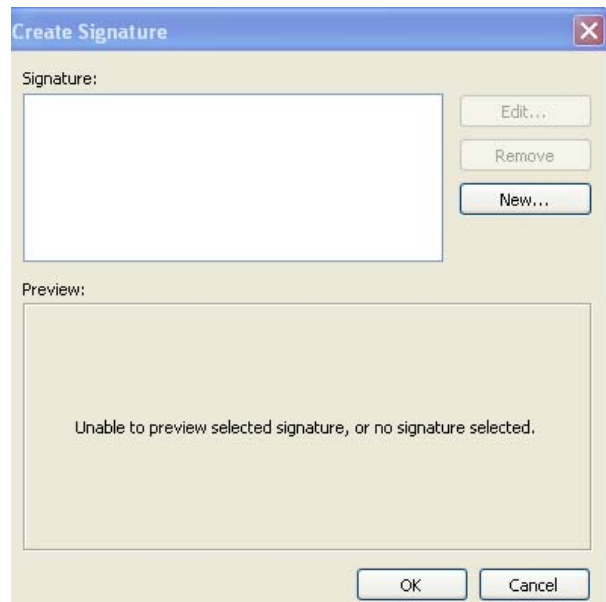 Create Signature
Signature:
Edit...
Remove
New...
Preview:
Unable to preview selected signature, or no signature selected.
OK
Cancel